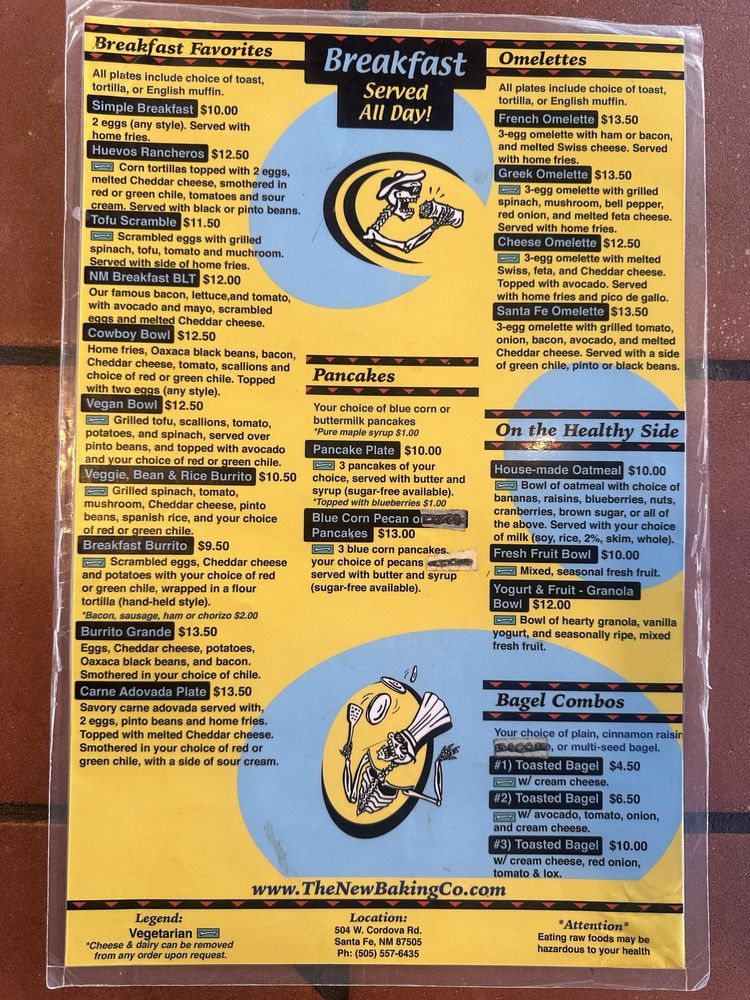 Breakfast Favorites
All plates include choice of toast,
tortilla, or English muffin.
Simple Breakfast $10.00
2 eggs (any style). Served with
home fries.
Huevos Rancheros $12.50
Corn tortillas topped with 2 eggs,
melted Cheddar cheese, smothered in
red or green chile, tomatoes and sour
cream. Served with black or pinto beans.
Tofu Scramble $11.50
Scrambled eggs with grilled
spinach, tofu, tomato and muchroom.
Served with side of home fries.
NM Breakfast BLT $12.00
Our famous bacon, lettuce,and tomato,
with avocado and mayo, scrambled
eggs and melted Cheddar cheese.
Cowboy Bowl $12.50
Home fries, Oaxaca black beans, bacon,
Cheddar cheese, tomato, scallions and
choice of red or green chile. Topped
with two eggs (any style).
Vegan Bowl $12.50
Grilled tofu, scallions, tomato,
potatoes, and spinach, served over
pinto beans, and topped with avocado
and your choice of red or green chile.
Veggie, Bean & Rice Burrito $10.50
Grilled spinach, tomato,
mushroom, Cheddar cheese, pinto
beans, spanish rice, and your choice
of red or green chile.
Breakfast Burrito $9.50
Scrambled eggs, Cheddar cheese
and potatoes with your choice of red
or green chile, wrapped in a flour
tortilla (hand-held style).
*Bacon, sausage, ham or chorizo $2.00
Burrito Grande $13.50
Eggs, Cheddar cheese, potatoes,
Oaxaca black beans, and bacon.
Smothered in your choice of chile.
Carne Adovada Plate $13.50
Savory carne adovada served with,
2 eggs, pinto beans and home fries.
Topped with melted Cheddar cheese.
Smothered in your choice of red or
green chile, with a side of sour cream.
Breakfast
Served
All Day!
Pancakes
Your choice of blue corn or
buttermilk pancakes
*Pure maple syrup $1.00
Pancake Plate $10.00
3 pancakes of your
choice, served with butter and
syrup (sugar-free available).
*Topped with blueberries $1.00
Blue Corn Pecan
Pancakes $13.00
3 blue corn pancakes,
your choice of pecans
served with butter and syrup
(sugar-free available).
Omelettes
All plates include choice of toast,
tortilla, or English muffin.
French Omelette $13.50
3-egg omelette with ham or bacon,
and melted Swiss cheese. Served
with home fries.
Greek Omelette $13.50
3-egg omelette with grilled
spinach, mushroom, bell pepper,
red onion, and melted feta cheese.
Served with home fries.
Cheese Omelette $12.50
3-egg omelette with melted
Swiss, feta, and Cheddar cheese.
Topped with avocado. Served
with home fries and pico de gallo.
Santa Fe Omelette $13.50
3-egg omelette with grilled tomato,
onion, bacon, avocado, and melted
Cheddar cheese. Served with a side
of green chile, pinto or black beans.
On the Healthy Side
House-made Oatmeal $10.00
Bowl of oatmeal with choice of
bananas, raisins, blueberries, nuts,
cranberries, brown sugar, or all of
the above. Served with your choice
of milk (soy, rice, 2%, skim, whole).
Fresh Fruit Bowl $10.00
Mixed, seasonal fresh fruit.
Yogurt & Fruit - Granola
Bowl $12.00
Bowl of hearty granola, vanilla
yogurt, and seasonally ripe, mixed
fresh fruit.
Bagel Combos
Your choice of plain, cinnamon raisin
, or multi-seed bagel.
#1) Toasted Bagel $4.50
w/ cream cheese.
#2) Toasted Bagel $6.50
w/ avocado, tomato, onion,
and cream cheese.
#3) Toasted Bagel $10.00
w/ cream cheese, red onion,
tomato & lox.
www.TheNewBakingCo.com
Legend:
Vegetarian
*Cheese & dairy can be removed
from any order upon request.
Location:
504 W. Cordova Rd.
Santa Fe, NM 87505
Ph: (505) 557-6435
*Attention*
Eating raw foods may be
hazardous to your health